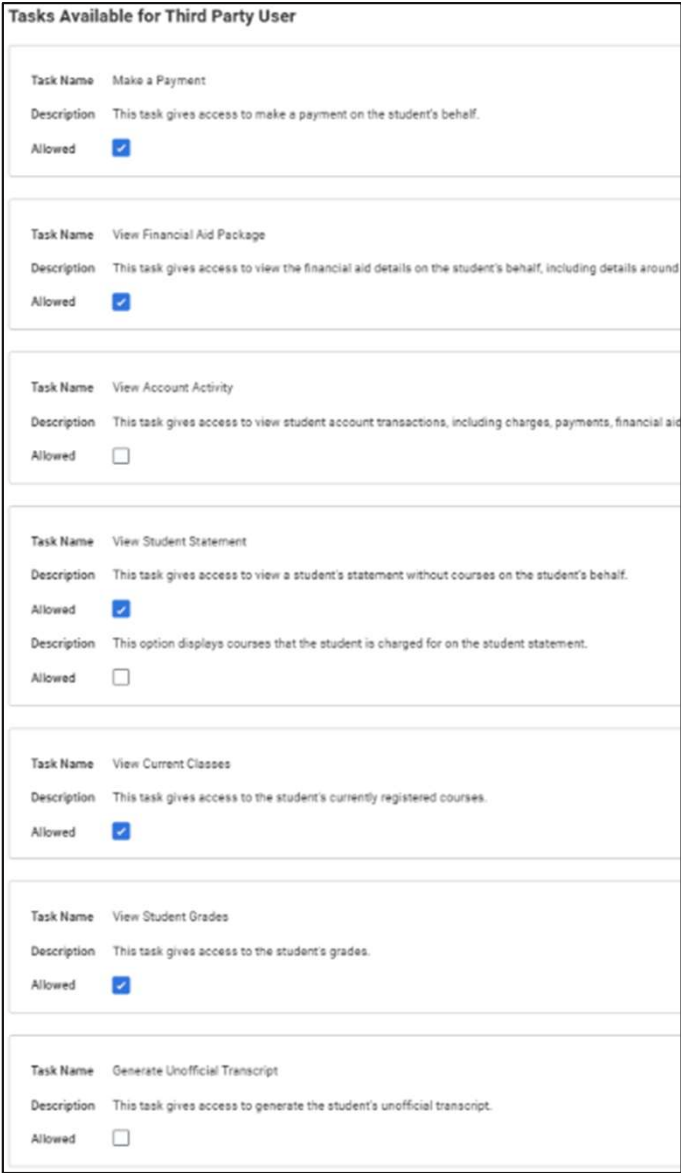 Tasks Available for Third Party User
Task Name Make a Payment
Description This task gives access to make a payment on the student's behalf.
Allowed
Task Name View Financial Aid Package
Description This task gives access to view the financial aid details on the student's behalf, including details around
Allowed
Task Name View Account Activity
Description This task gives access to view student account transactions, including charges, payments, financial aid
Allowed
Task Name View Student Statement
Description This task gives access to view a student's statement without courses on the student's behalf.
Allowed
Description This option displays courses that the student is charged for on the student statement.
Allowed
Task Name View Current Classes
Description This task gives access to the student's currently registered courses.
Allowed
Task Name View Student Grades
Description This task gives access to the student's grades.
Allowed
Task Name Generate Unofficial Transcript
Description This task gives access to generate the student's unofficial transcript.
Allowed